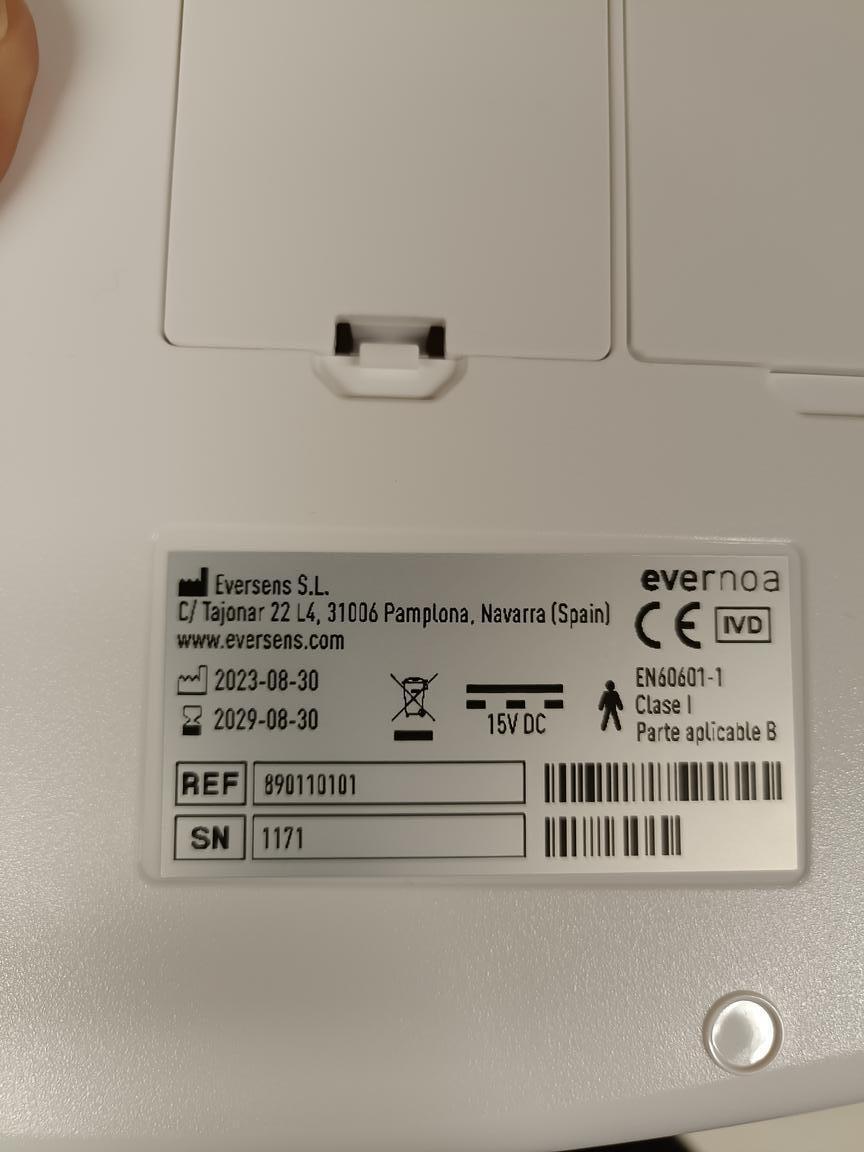 Eversens S.L.
C/ Tajonar 22 L4, 31006 Pamplona, Navarra (Spain)
www.eversens.com
evernoa
CE IVD
2023-08-30
2029-08-30
15V DC
EN60601-1
Clase I
Parte aplicable B
REF 890110101
SN 1171